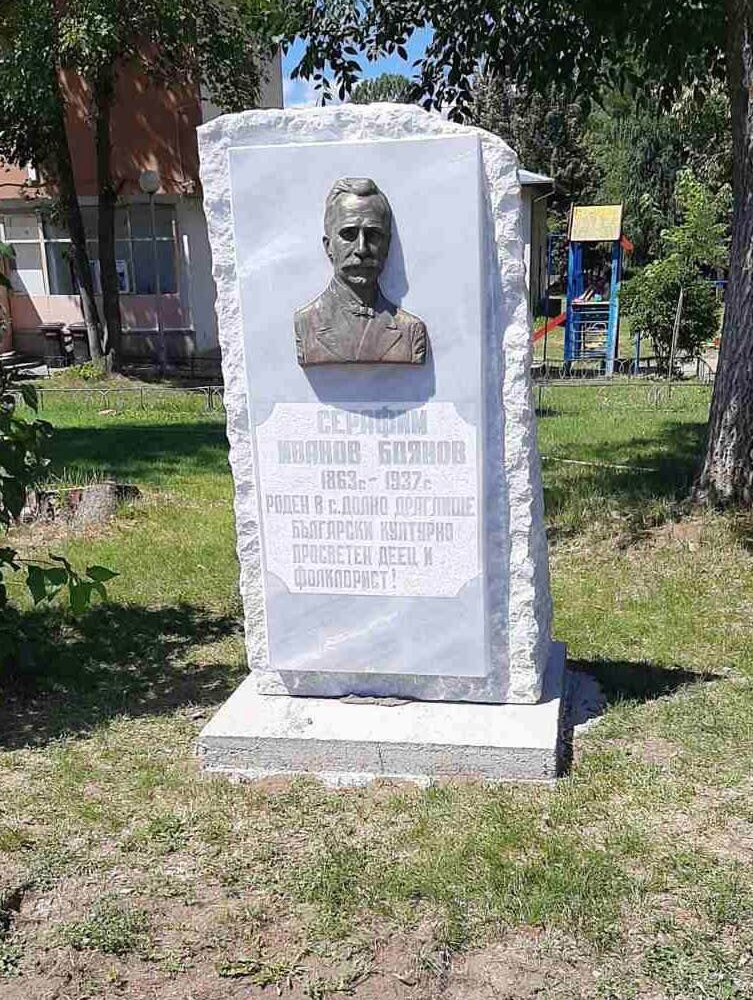 СЕРАФИМ
ИВАНОВ БОЯНОВ
1863г - 1937г
РОДЕН В с. ДОЛНО ДРАГЛИЩЕ
БЪЛГАРСКИ КУЛТУРНО
ПРОСВЕТЕН ДЕЕЦ И
ФОЛКЛОРИСТ!